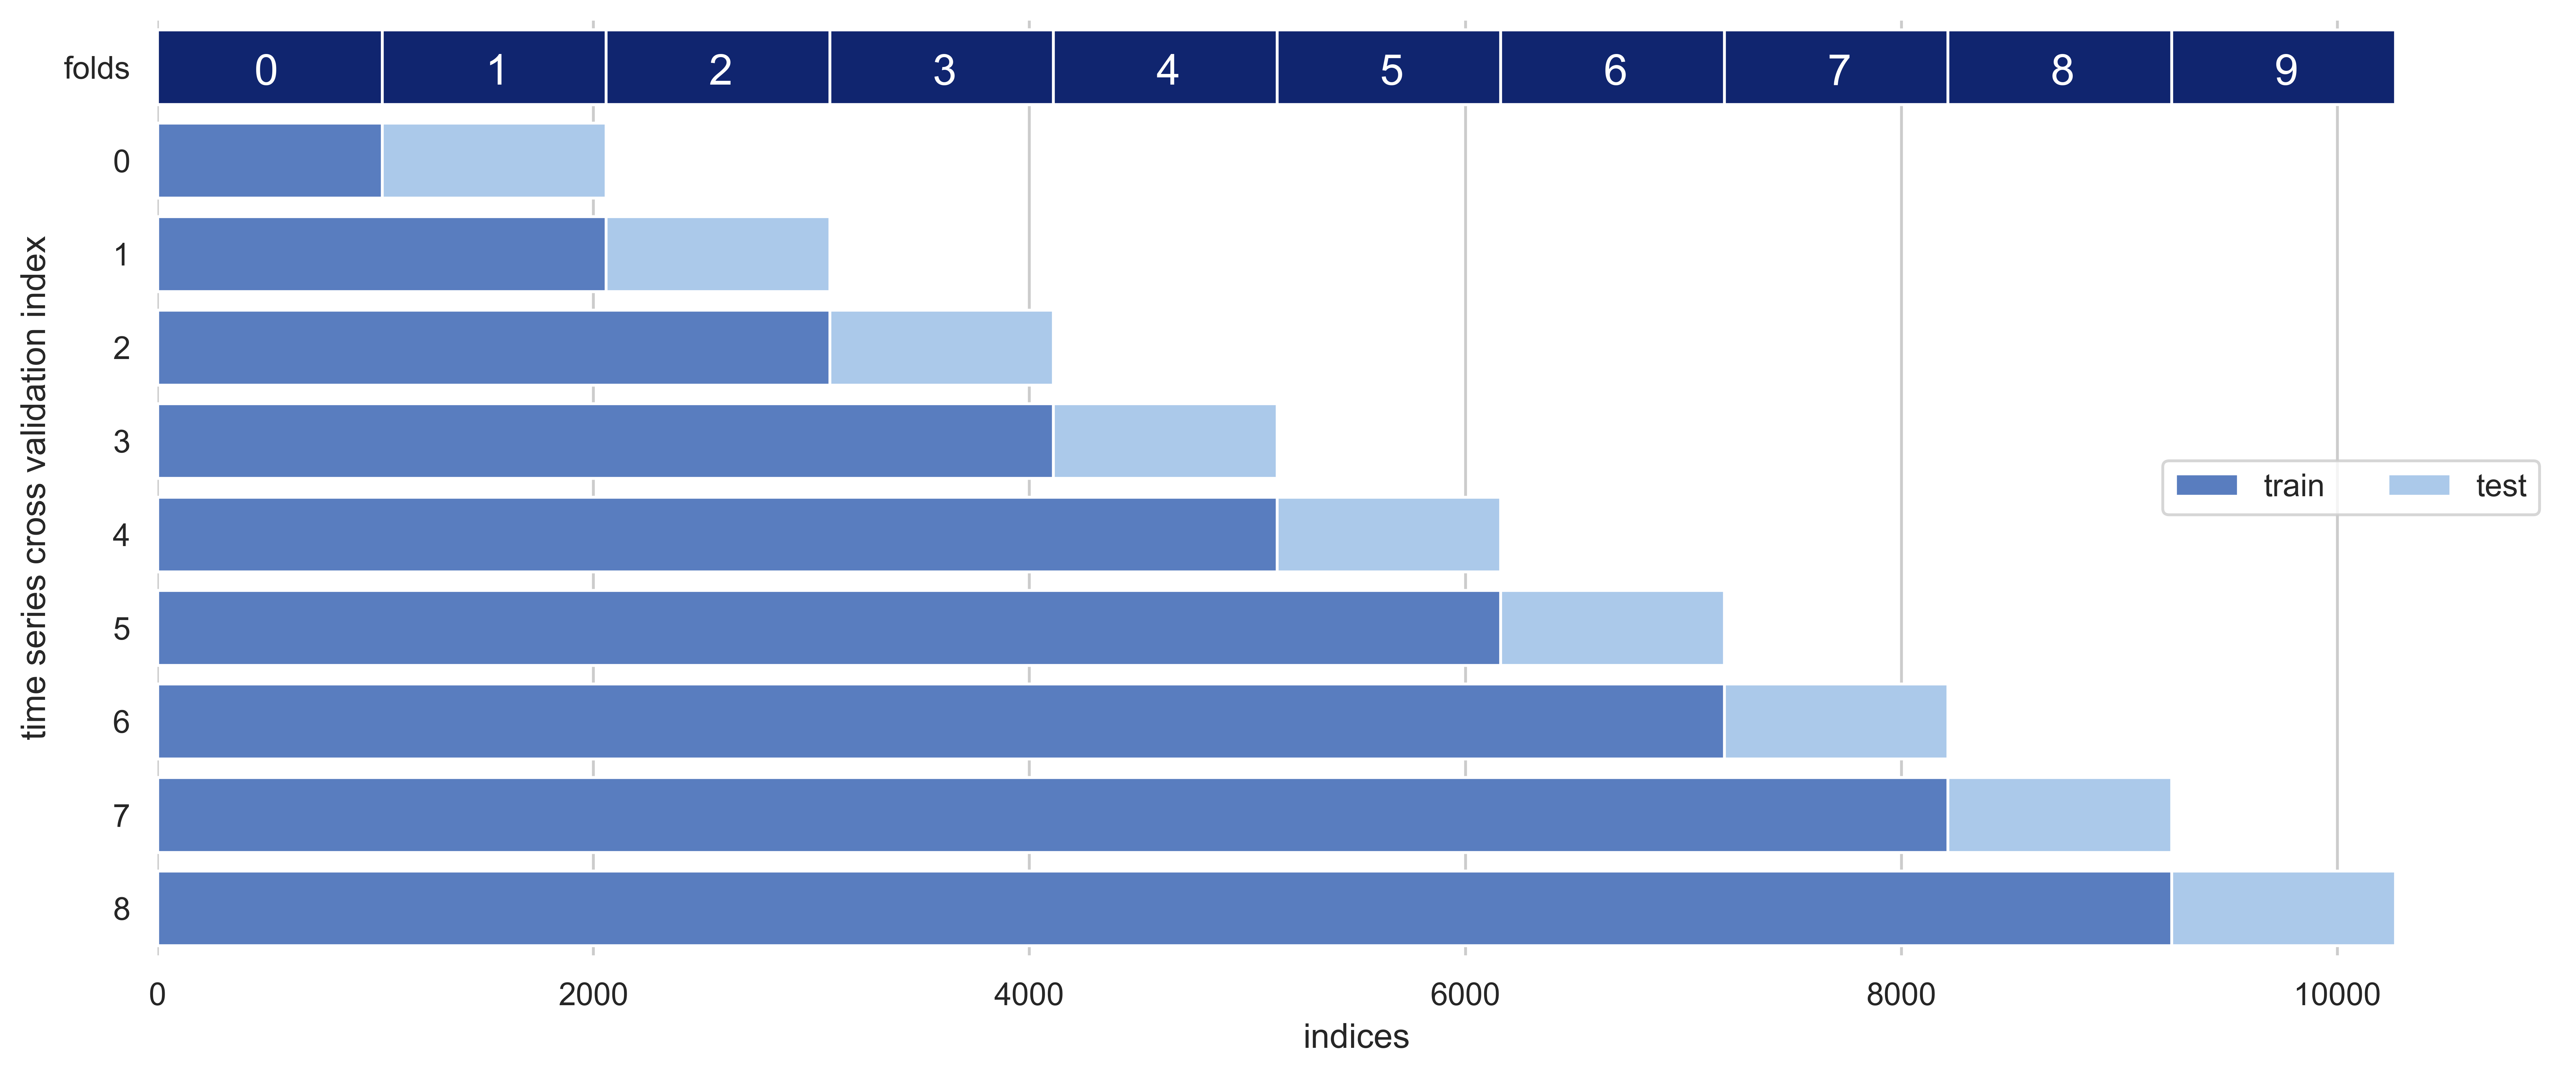 folds 0 1 2 3 4 5 6 7 8 9
0
1
2
3
4
5
6
7
8
time series cross validation index
train test
0 2000 4000 6000 8000 10000
indices